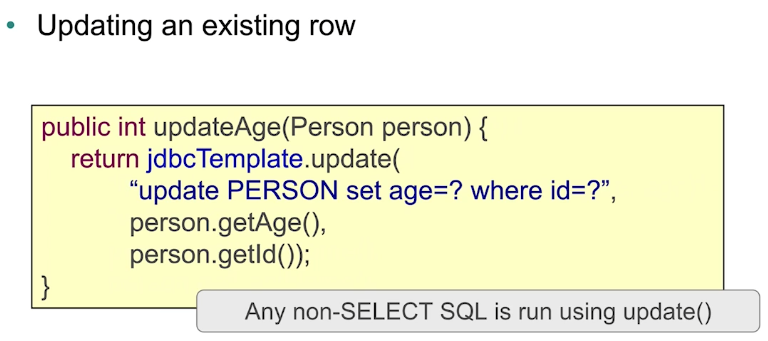 • Updating an existing row
public int updateAge(Person person) {
return jdbcTemplate.update(
“update PERSON set age=? where id=?”,
person.getAge(),
person.getId());
}
Any non-SELECT SQL is run using update()